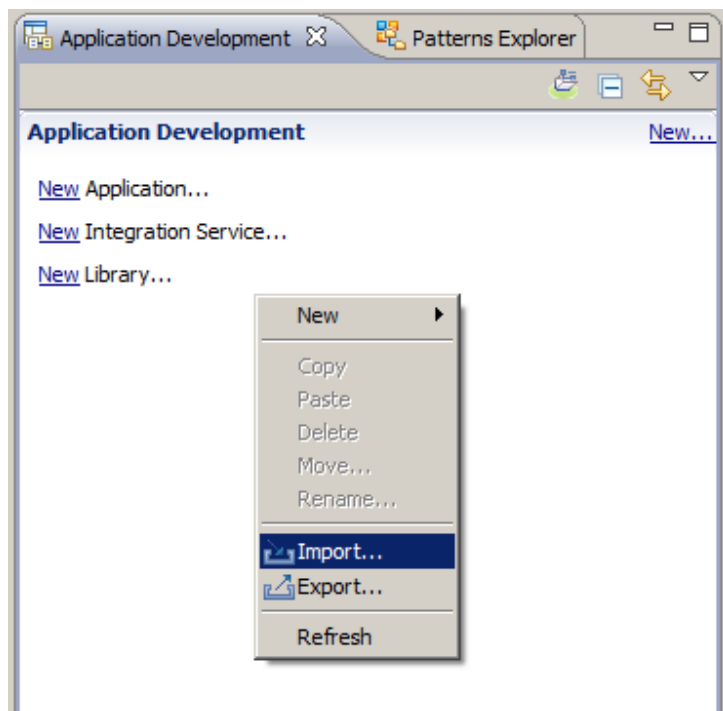 Application Development Patterns Explorer
Application Development New...
New Application...
New Integration Service...
New Library...
New
Copy
Paste
Delete
Move...
Rename...
Import...
Export...
Refresh